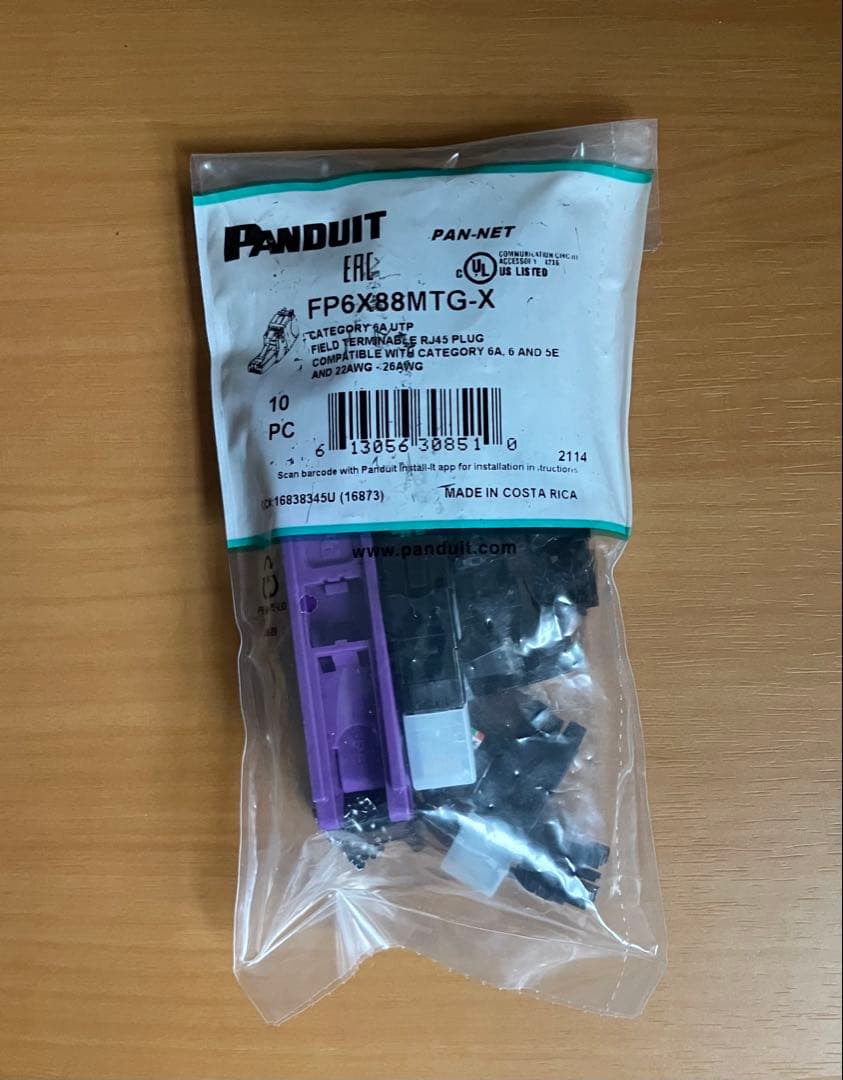 PANDUIT
PAN-NET
EAC
C UL US LISTED
COMMUNICATION CIRCUIT
ACCESSORY
FP6X88MTG-X
CATEGORY 6A UTP
FIELD TERMINABLE RJ45 PLUG
COMPATIBLE WITH CATEGORY 6A, 6 AND 5E
AND 22AWG - 26AWG
10
PC
6 13056 30851 0
2114
Scan barcode with Panduit Install-It app for installation instructions
16838345U (16873)
MADE IN COSTA RICA
www.panduit.com